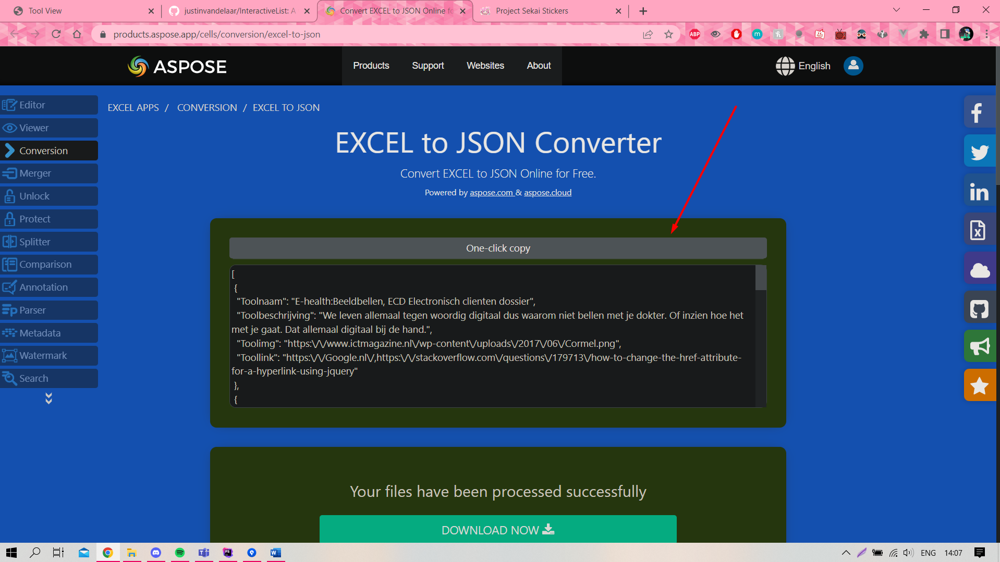 Tool View
justinvandelaar/InteractiveList: A
Convert EXCEL to JSON Online fo
Project Sekai Stickers
products.aspose.app/cells/conversion/excel-to-json
ABP
m
h
ASPOSE
Products
Support
Websites
About
English
Editor
Viewer
Conversion
Merger
Unlock
Protect
Splitter
Comparison
Annotation
Parser
Metadata
Watermark
Search
EXCEL APPS / CONVERSION / EXCEL TO JSON
EXCEL to JSON Converter
Convert EXCEL to JSON Online for Free.
Powered by aspose.com & aspose.cloud
One-click copy
[
{
"Toolnaam": "E-health:Beeldbellen, ECD Electronisch clienten dossier",
"Toolbeschrijving": "We leven allemaal tegen woordig digitaal dus waarom niet bellen met je dokter. Of inzien hoe het
met je gaat. Dat allemaal digitaal bij de hand.",
"Toolimg": "https:\/\/www.ictmagazine.nl\/wp-content\/uploads\/2017\/06\/Cormel.png",
"Toollink": "https:\/\/Google.nl\/,https:\/\/stackoverflow.com\/questions\/179713\/how-to-change-the-href-attribute-
for-a-hyperlink-using-jquery"
},
{
Your files have been processed successfully
DOWNLOAD NOW
ENG
14:07